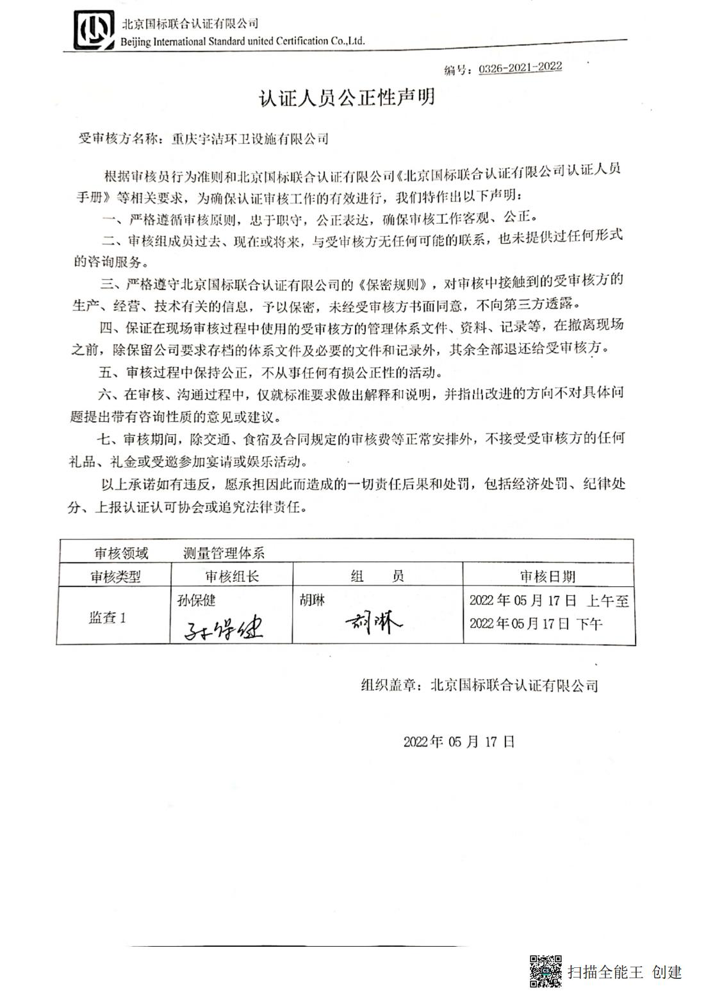 北京国标联合认证有限公司
Beijing International Standard united Certification Co.,Ltd.
编号：0326-2021-2022
认证人员公正性声明
受审核方名称：重庆宇洁环卫设施有限公司
根据审核员行为准则和北京国标联合认证有限公司《北京国标联合认证有限公司认证人员
手册》等相关要求，为确保认证审核工作的有效进行，我们特作出以下声明：
一、严格遵循审核原则，忠于职守，公正表达，确保审核工作客观、公正。
二、审核组成员过去、现在或将来，与受审核方无任何可能的联系，也未提供过任何形式
的咨询服务。
三、严格遵守北京国标联合认证有限公司的《保密规则》，对审核中接触到的受审核方的
生产、经营、技术有关的信息，予以保密，未经受审核方书面同意，不向第三方透露。
四、保证在现场审核过程中使用的受审核方的管理体系文件、资料、记录等，在撤离现场
之前，除保留公司要求存档的体系文件及必要的文件和记录外，其余全部退还给受审核方。
五、审核过程中保持公正，不从事任何有损公正性的活动。
六、在审核、沟通过程中，仅就标准要求做出解释和说明，并指出改进的方向不对具体问
题提出带有咨询性质的意见或建议。
七、审核期间，除交通、食宿及合同规定的审核费等正常安排外，不接受受审核方的任何
礼品、礼金或受邀参加宴请或娱乐活动。
以上承诺如有违反，愿承担因此而造成的一切责任后果和处罚，包括经济处罚、纪律处
分、上报认证认可协会或追究法律责任。
审核领域 测量管理体系
审核类型 审核组长 组 员 审核日期
监查1
孙保健
孙保健
胡琳
胡琳
2022年05月17日 上午至
2022年05月17日 下午
组织盖章：北京国标联合认证有限公司
2022年05月17日
扫描全能王 创建